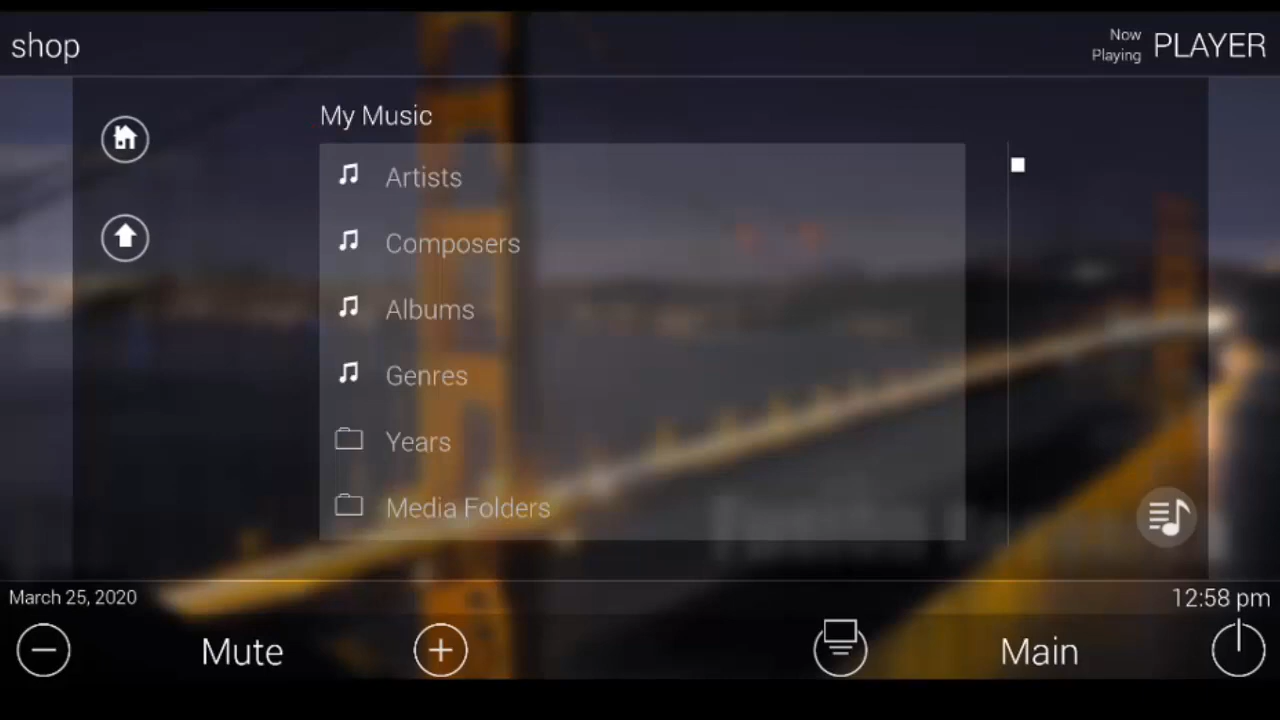 shop
Now
Playing
PLAYER
My Music
Artists
Composers
Albums
Genres
Years
Media Folders
March 25, 2020
12:58 pm
Mute
Main